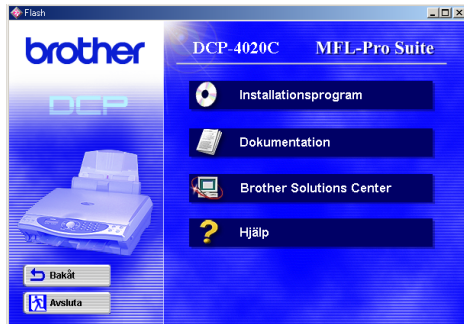 Flash
brother
DCP-4020C MFL-Pro Suite
DCP
Installationsprogram
Dokumentation
Brother Solutions Center
Hjälp
Bakåt
Avsluta